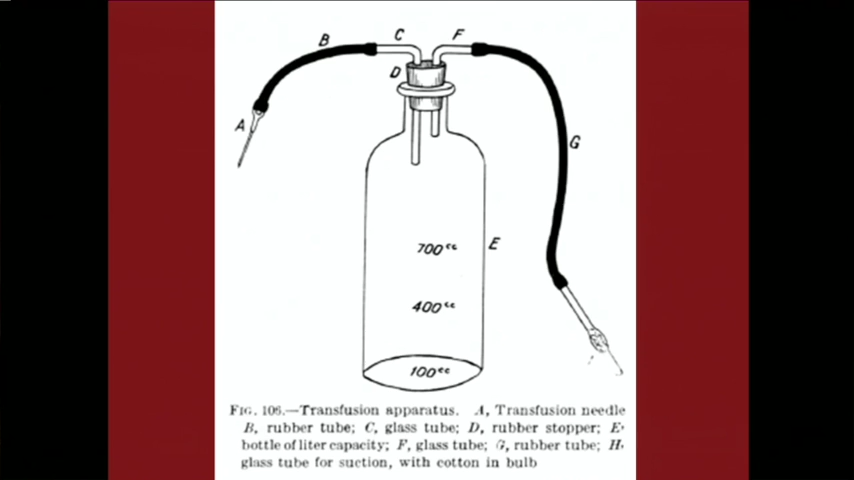 B
C
F
D
A
G
E
700cc
400cc
100cc
FIG. 106.—Transfusion apparatus. A, Transfusion needle
B, rubber tube; C, glass tube; D, rubber stopper; E,
bottle of liter capacity; F, glass tube; G, rubber tube; H,
glass tube for suction, with cotton in bulb